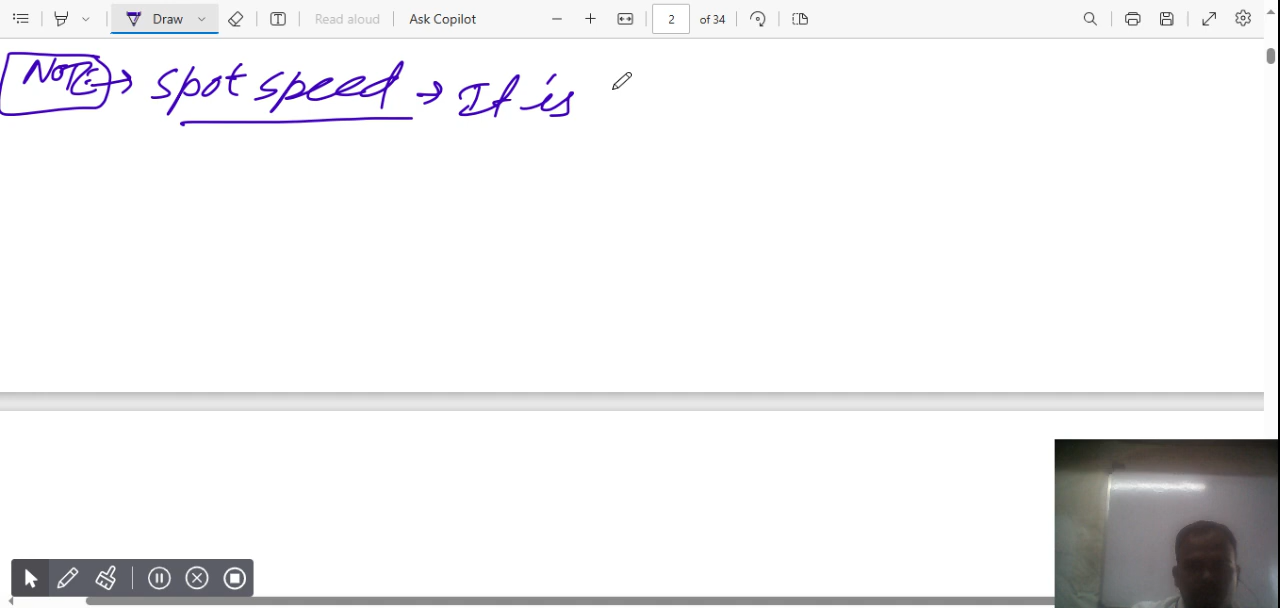 Draw Read aloud Ask Copilot 2 of 34
NOTE → Spot speed → It is